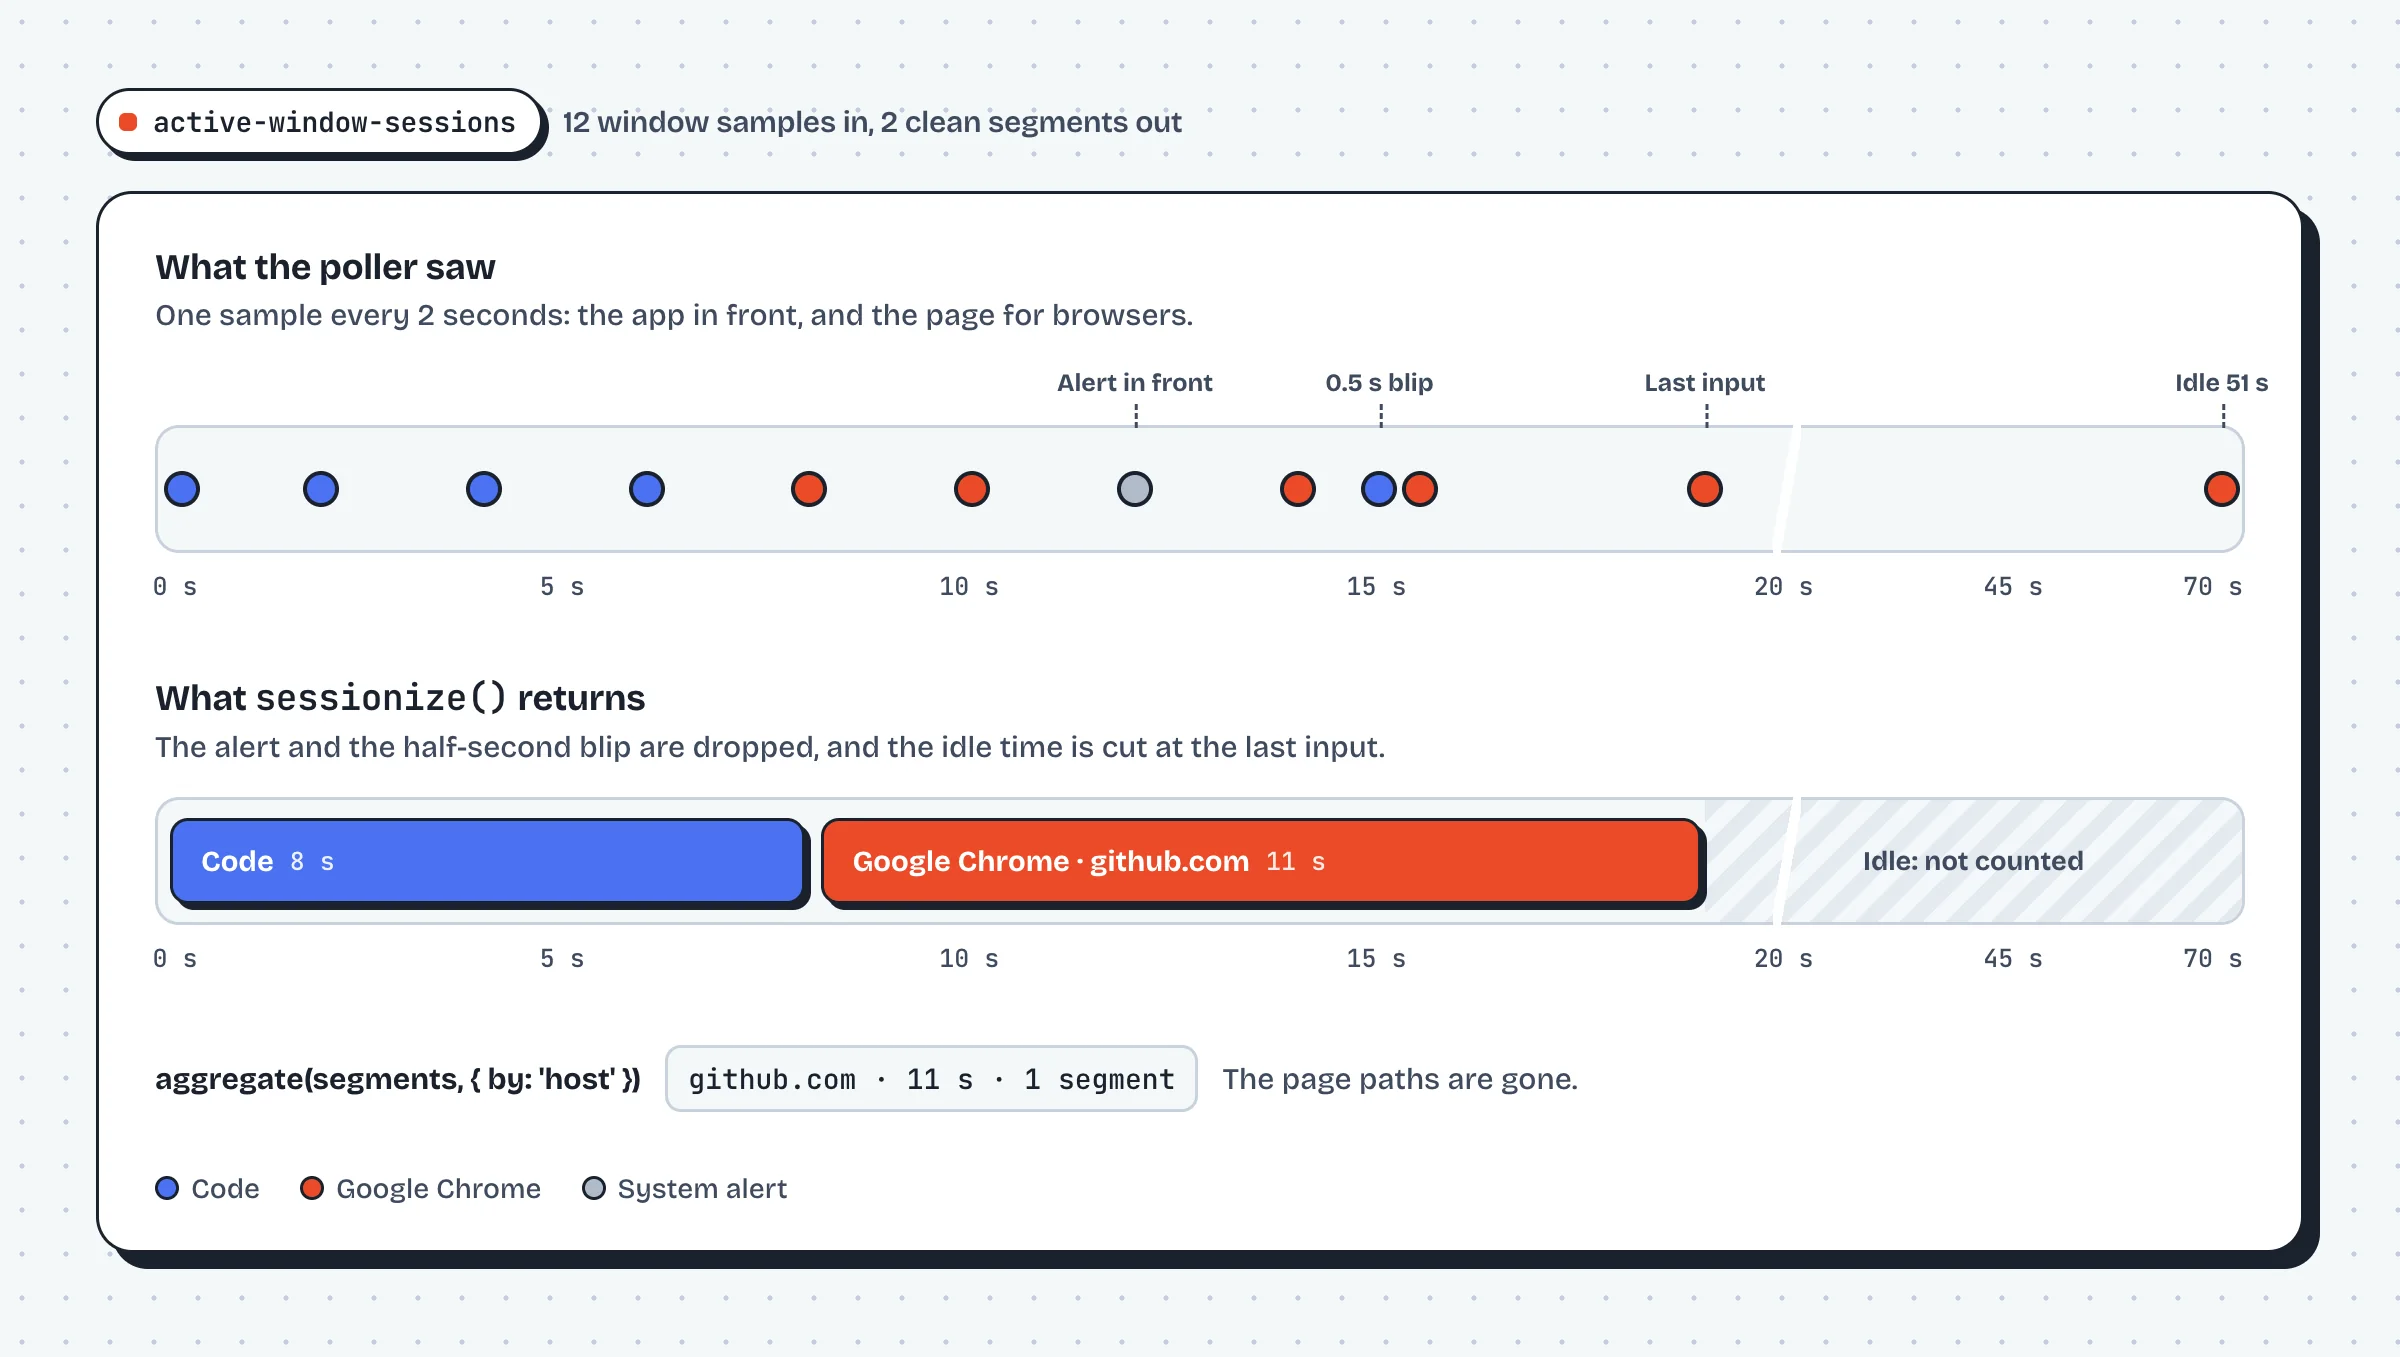 active-window-sessions 12 window samples in, 2 clean segments out
What the poller saw
One sample every 2 seconds: the app in front, and the page for browsers.
Alert in front 0.5 s blip Last input Idle 51 s
0 s 5 s 10 s 15 s 20 s 45 s 70 s
What sessionize() returns
The alert and the half-second blip are dropped, and the idle time is cut at the last input.
Code 8 s Google Chrome · github.com 11 s Idle: not counted
0 s 5 s 10 s 15 s 20 s 45 s 70 s
aggregate(segments, { by: 'host' }) github.com · 11 s · 1 segment The page paths are gone.
Code Google Chrome System alert